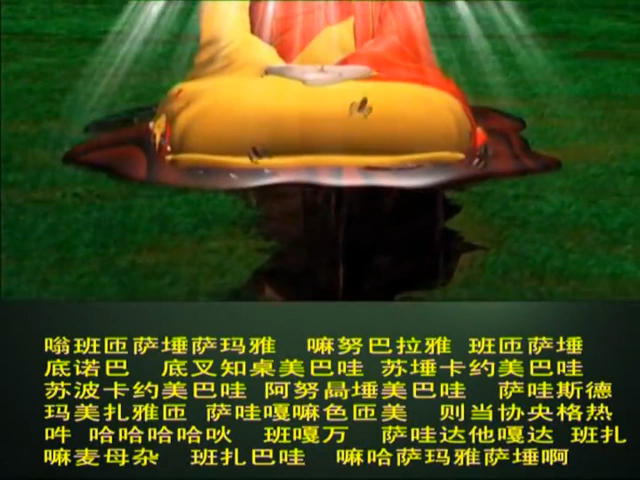 嗡班匝萨埵萨玛雅　嘛努巴拉雅 班匝萨埵
底诺巴　底叉知桌美巴哇 苏埵卡约美巴哇
苏波卡约美巴哇 阿努晑埵美巴哇　萨哇斯德
玛美扎雅匝　萨哇嘎嘛色匝美　则当协央格热
吽 哈哈哈哈吙　班嘎万　萨哇达他嘎达 班扎
嘛麦母杂　班扎巴哇　嘛哈萨玛雅萨埵啊